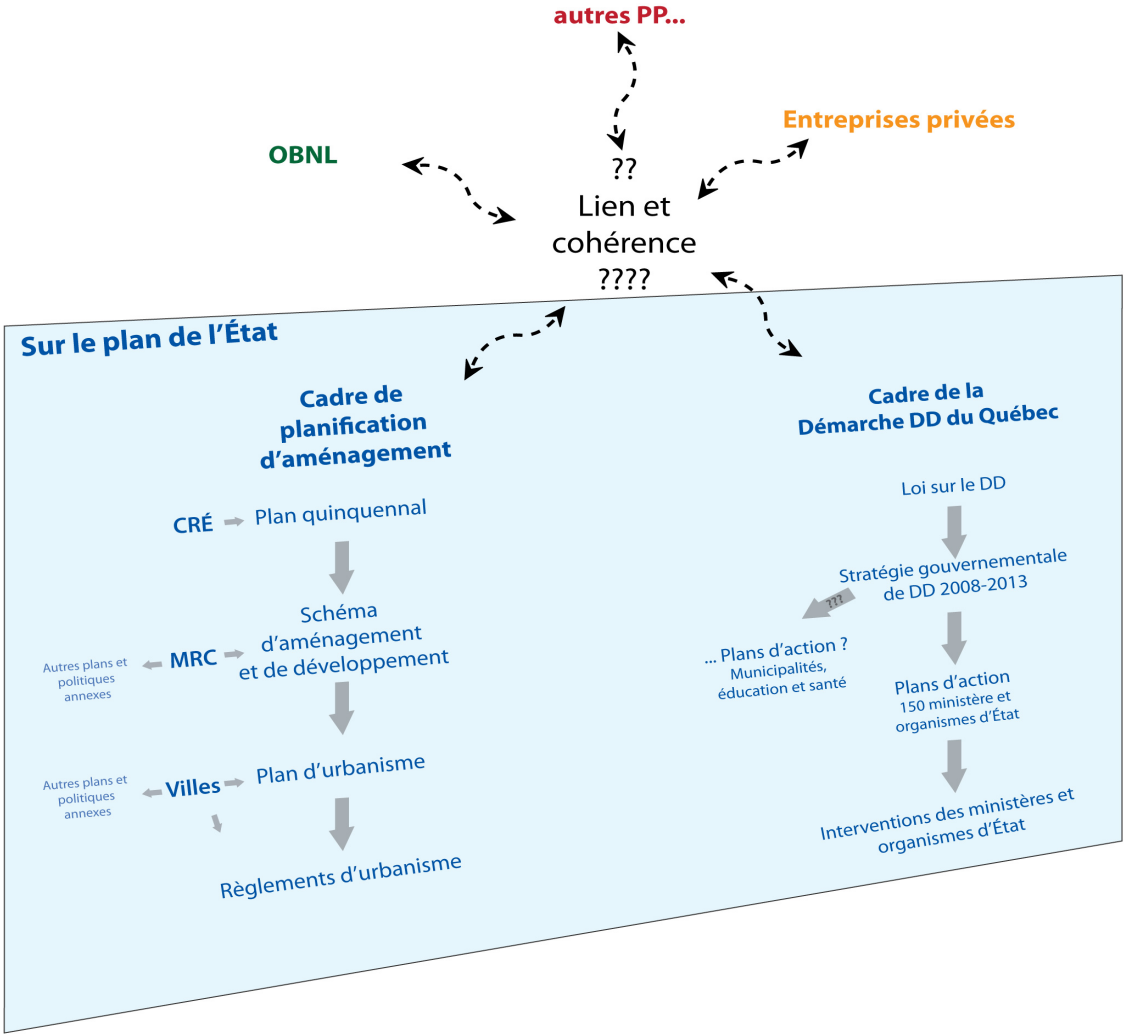 autres PP...
Entreprises privées
OBNL
??
Lien et
cohérence
????
Sur le plan de l'État
Cadre de
planification
d'aménagement
CRÉ
Plan quinquennal
Schéma
d'aménagement
et de développement
MRC
Autres plans et
politiques
annexes
Plan d'urbanisme
Villes
Autres plans et
politiques
annexes
Règlements d'urbanisme
Cadre de la
Démarche DD du Québec
Loi sur le DD
Stratégie gouvernementale
de DD 2008-2013
???
... Plans d'action ?
Municipalités,
éducation et santé
Plans d'action
150 ministère et
organismes d'État
Interventions des ministères et
organismes d'État